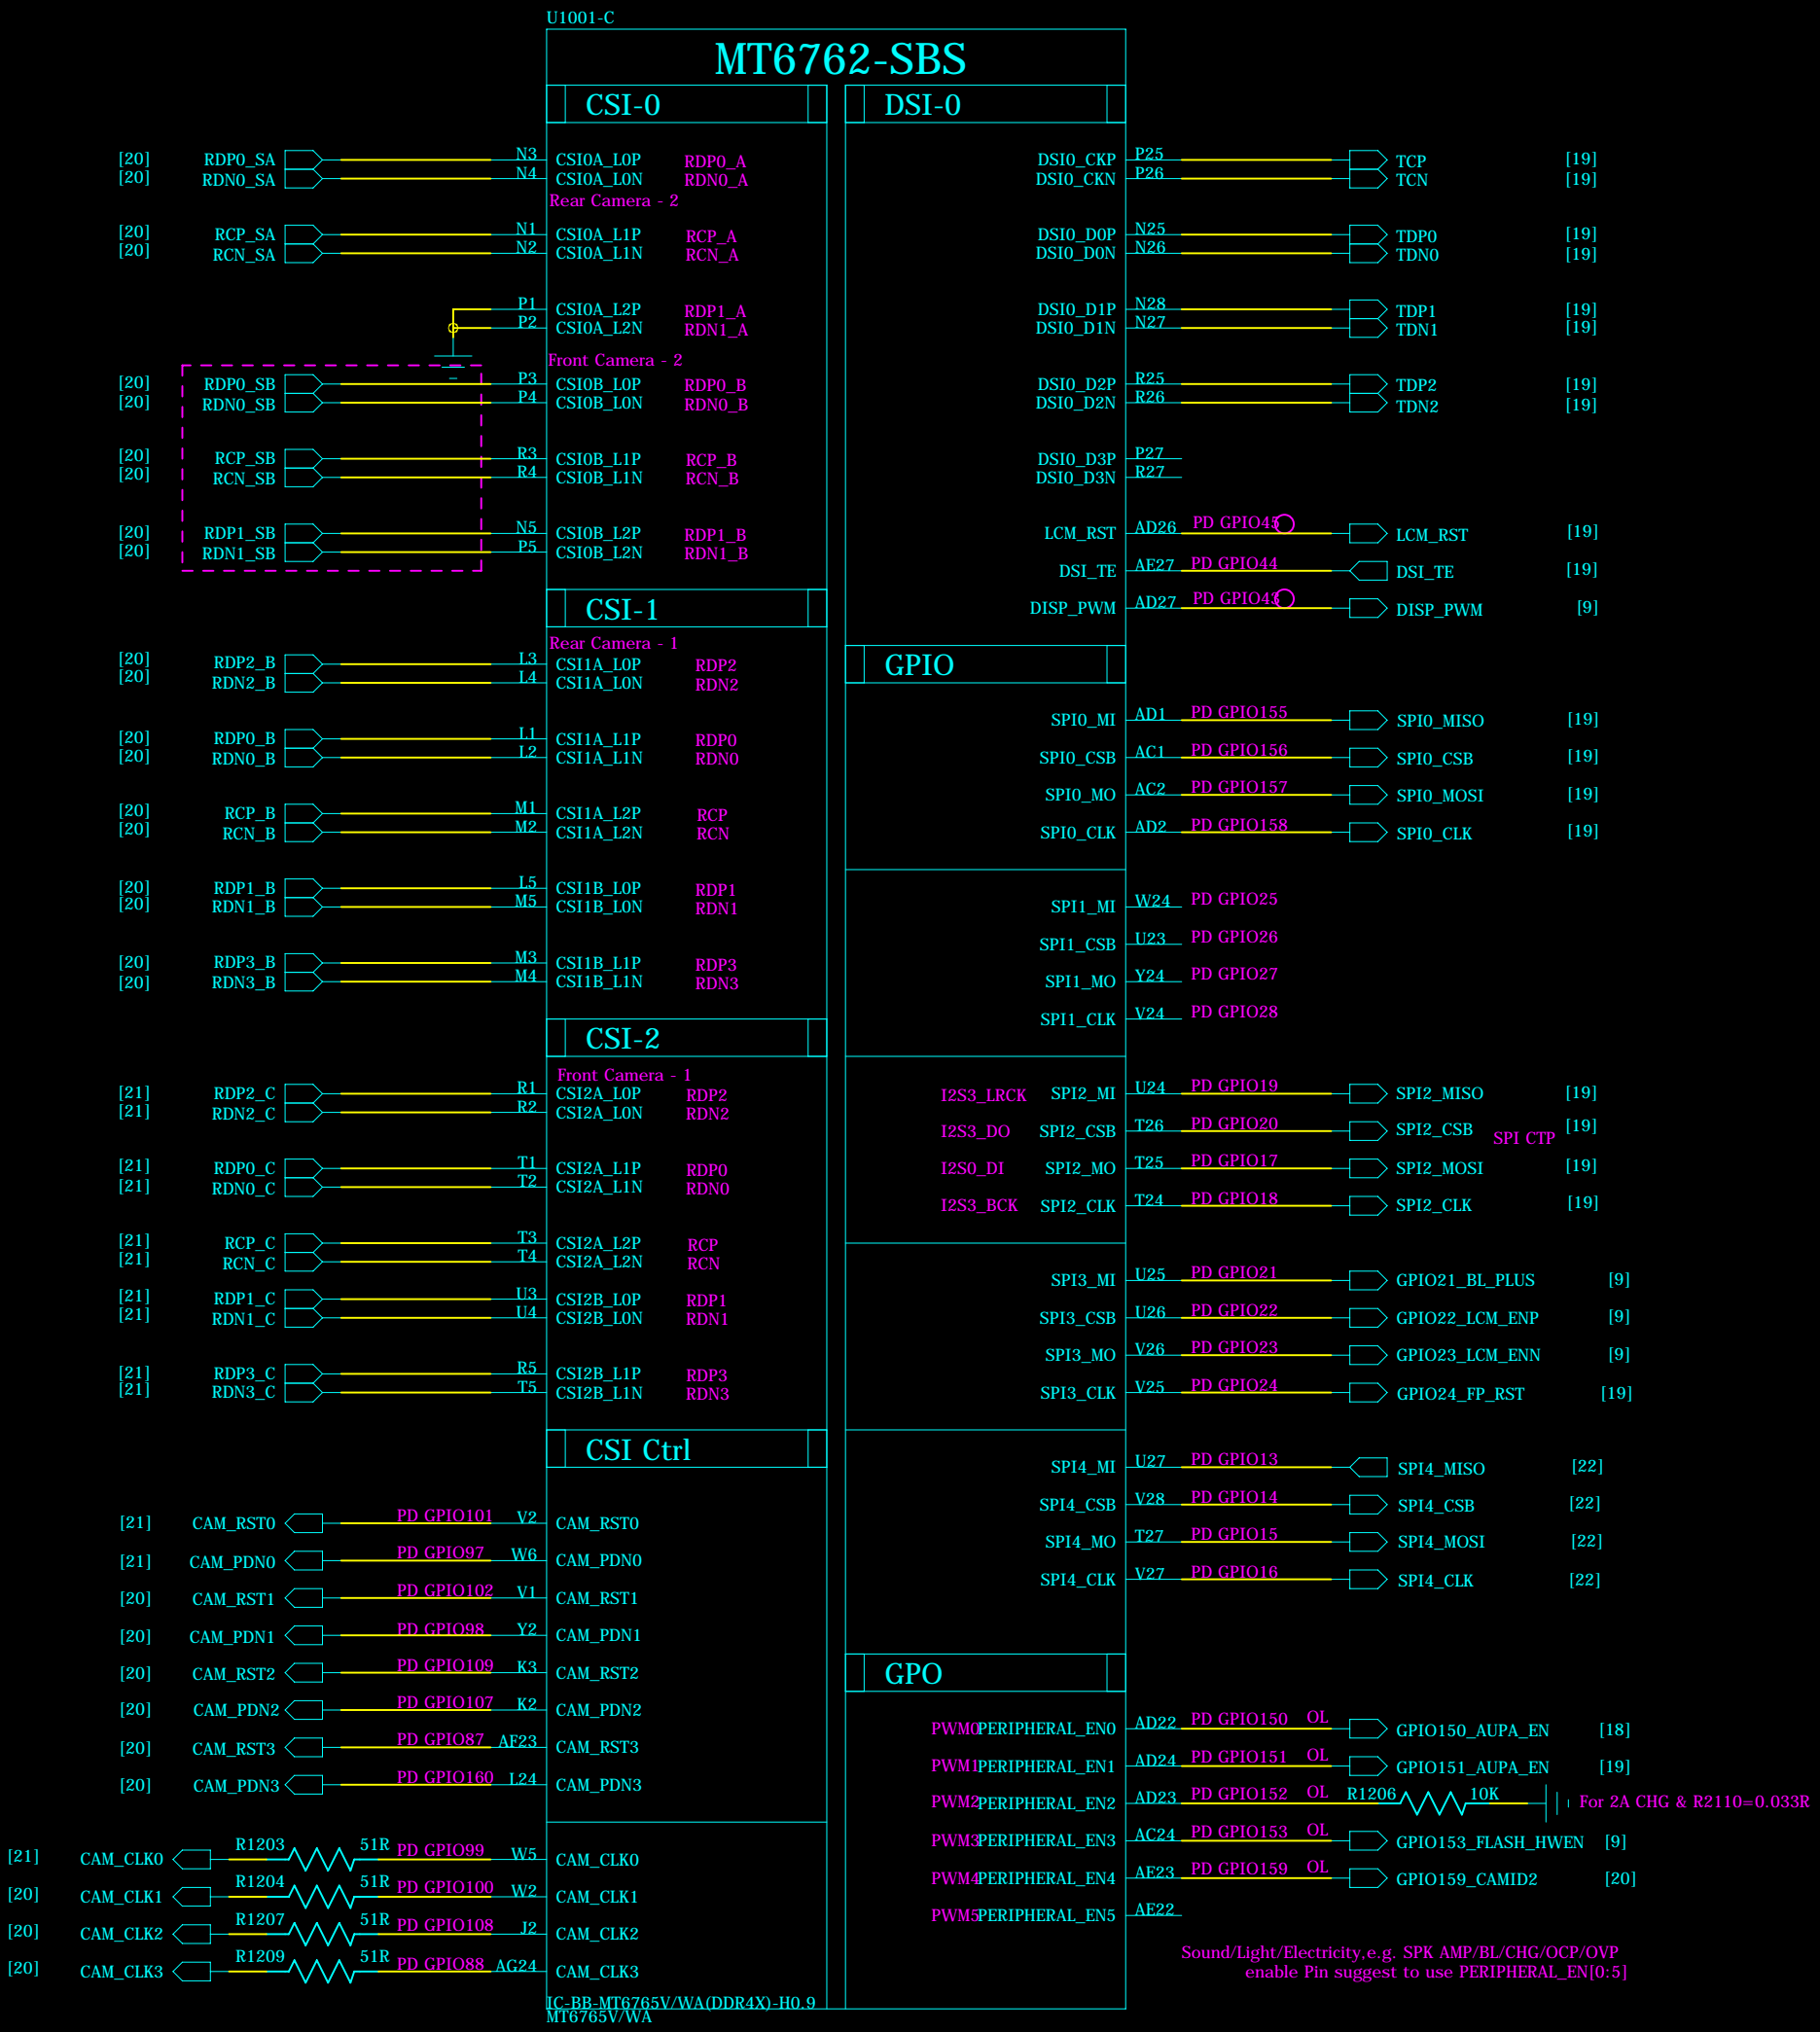 U1001-C
MT6762-SBS
CSI-0
[20] RDP0_SA N3 CSI0A_L0P RDP0_A
[20] RDN0_SA N4 CSI0A_L0N RDN0_A
Rear Camera - 2
[20] RCP_SA N1 CSI0A_L1P RCP_A
[20] RCN_SA N2 CSI0A_L1N RCN_A
P1 CSI0A_L2P RDP1_A
P2 CSI0A_L2N RDN1_A
Front Camera - 2
[20] RDP0_SB P3 CSI0B_L0P RDP0_B
[20] RDN0_SB P4 CSI0B_L0N RDN0_B
[20] RCP_SB R3 CSI0B_L1P RCP_B
[20] RCN_SB R4 CSI0B_L1N RCN_B
[20] RDP1_SB N5 CSI0B_L2P RDP1_B
[20] RDN1_SB P5 CSI0B_L2N RDN1_B
CSI-1
Rear Camera - 1
[20] RDP2_B L3 CSI1A_L0P RDP2
[20] RDN2_B L4 CSI1A_L0N RDN2
[20] RDP0_B L1 CSI1A_L1P RDP0
[20] RDN0_B L2 CSI1A_L1N RDN0
[20] RCP_B M1 CSI1A_L2P RCP
[20] RCN_B M2 CSI1A_L2N RCN
[20] RDP1_B L5 CSI1B_L0P RDP1
[20] RDN1_B M5 CSI1B_L0N RDN1
[20] RDP3_B M3 CSI1B_L1P RDP3
[20] RDN3_B M4 CSI1B_L1N RDN3
CSI-2
Front Camera - 1
[21] RDP2_C R1 CSI2A_L0P RDP2
[21] RDN2_C R2 CSI2A_L0N RDN2
[21] RDP0_C T1 CSI2A_L1P RDP0
[21] RDN0_C T2 CSI2A_L1N RDN0
[21] RCP_C T3 CSI2A_L2P RCP
[21] RCN_C T4 CSI2A_L2N RCN
[21] RDP1_C U3 CSI2B_L0P RDP1
[21] RDN1_C U4 CSI2B_L0N RDN1
[21] RDP3_C R5 CSI2B_L1P RDP3
[21] RDN3_C T5 CSI2B_L1N RDN3
CSI Ctrl
[21] CAM_RST0 PD GPIO101 V2 CAM_RST0
[21] CAM_PDN0 PD GPIO97 W6 CAM_PDN0
[20] CAM_RST1 PD GPIO102 V1 CAM_RST1
[20] CAM_PDN1 PD GPIO98 Y2 CAM_PDN1
[20] CAM_RST2 PD GPIO109 K3 CAM_RST2
[20] CAM_PDN2 PD GPIO107 K2 CAM_PDN2
[20] CAM_RST3 PD GPIO87 AF23 CAM_RST3
[20] CAM_PDN3 PD GPIO160 L24 CAM_PDN3
[21] CAM_CLK0 R1203 51R PD GPIO99 W5 CAM_CLK0
[20] CAM_CLK1 R1204 51R PD GPIO100 W2 CAM_CLK1
[20] CAM_CLK2 R1207 51R PD GPIO108 J2 CAM_CLK2
[20] CAM_CLK3 R1209 51R PD GPIO88 AG24 CAM_CLK3
IC-BB-MT6765V/WA(DDR4X)-H0.9
MT6765V/WA
DSI-0
DSI0_CKP P25 TCP [19]
DSI0_CKN P26 TCN [19]
DSI0_D0P N25 TDP0 [19]
DSI0_D0N N26 TDN0 [19]
DSI0_D1P N28 TDP1 [19]
DSI0_D1N N27 TDN1 [19]
DSI0_D2P R25 TDP2 [19]
DSI0_D2N R26 TDN2 [19]
DSI0_D3P P27
DSI0_D3N R27
LCM_RST AD26 PD GPIO45 LCM_RST [19]
DSI_TE AE27 PD GPIO44 DSI_TE [19]
DISP_PWM AD27 PD GPIO43 DISP_PWM [9]
GPIO
SPI0_MI AD1 PD GPIO155 SPI0_MISO [19]
SPI0_CSB AC1 PD GPIO156 SPI0_CSB [19]
SPI0_MO AC2 PD GPIO157 SPI0_MOSI [19]
SPI0_CLK AD2 PD GPIO158 SPI0_CLK [19]
SPI1_MI W24 PD GPIO25
SPI1_CSB U23 PD GPIO26
SPI1_MO Y24 PD GPIO27
SPI1_CLK V24 PD GPIO28
I2S3_LRCK SPI2_MI U24 PD GPIO19 SPI2_MISO [19]
I2S3_DO SPI2_CSB T26 PD GPIO20 SPI2_CSB SPI CTP [19]
I2S0_DI SPI2_MO T25 PD GPIO17 SPI2_MOSI [19]
I2S3_BCK SPI2_CLK T24 PD GPIO18 SPI2_CLK [19]
SPI3_MI U25 PD GPIO21 GPIO21_BL_PLUS [9]
SPI3_CSB U26 PD GPIO22 GPIO22_LCM_ENP [9]
SPI3_MO V26 PD GPIO23 GPIO23_LCM_ENN [9]
SPI3_CLK V25 PD GPIO24 GPIO24_FP_RST [19]
SPI4_MI U27 PD GPIO13 SPI4_MISO [22]
SPI4_CSB V28 PD GPIO14 SPI4_CSB [22]
SPI4_MO T27 PD GPIO15 SPI4_MOSI [22]
SPI4_CLK V27 PD GPIO16 SPI4_CLK [22]
GPO
PWM0 PERIPHERAL_EN0 AD22 PD GPIO150 OL GPIO150_AUPA_EN [18]
PWM1 PERIPHERAL_EN1 AD24 PD GPIO151 OL GPIO151_AUPA_EN [19]
PWM2 PERIPHERAL_EN2 AD23 PD GPIO152 OL R1206 10K For 2A CHG & R2110=0.033R
PWM3 PERIPHERAL_EN3 AC24 PD GPIO153 OL GPIO153_FLASH_HWEN [9]
PWM4 PERIPHERAL_EN4 AE23 PD GPIO159 OL GPIO159_CAMID2 [20]
PWM5 PERIPHERAL_EN5 AE22
Sound/Light/Electricity,e.g. SPK AMP/BL/CHG/OCP/OVP
enable Pin suggest to use PERIPHERAL_EN[0:5]